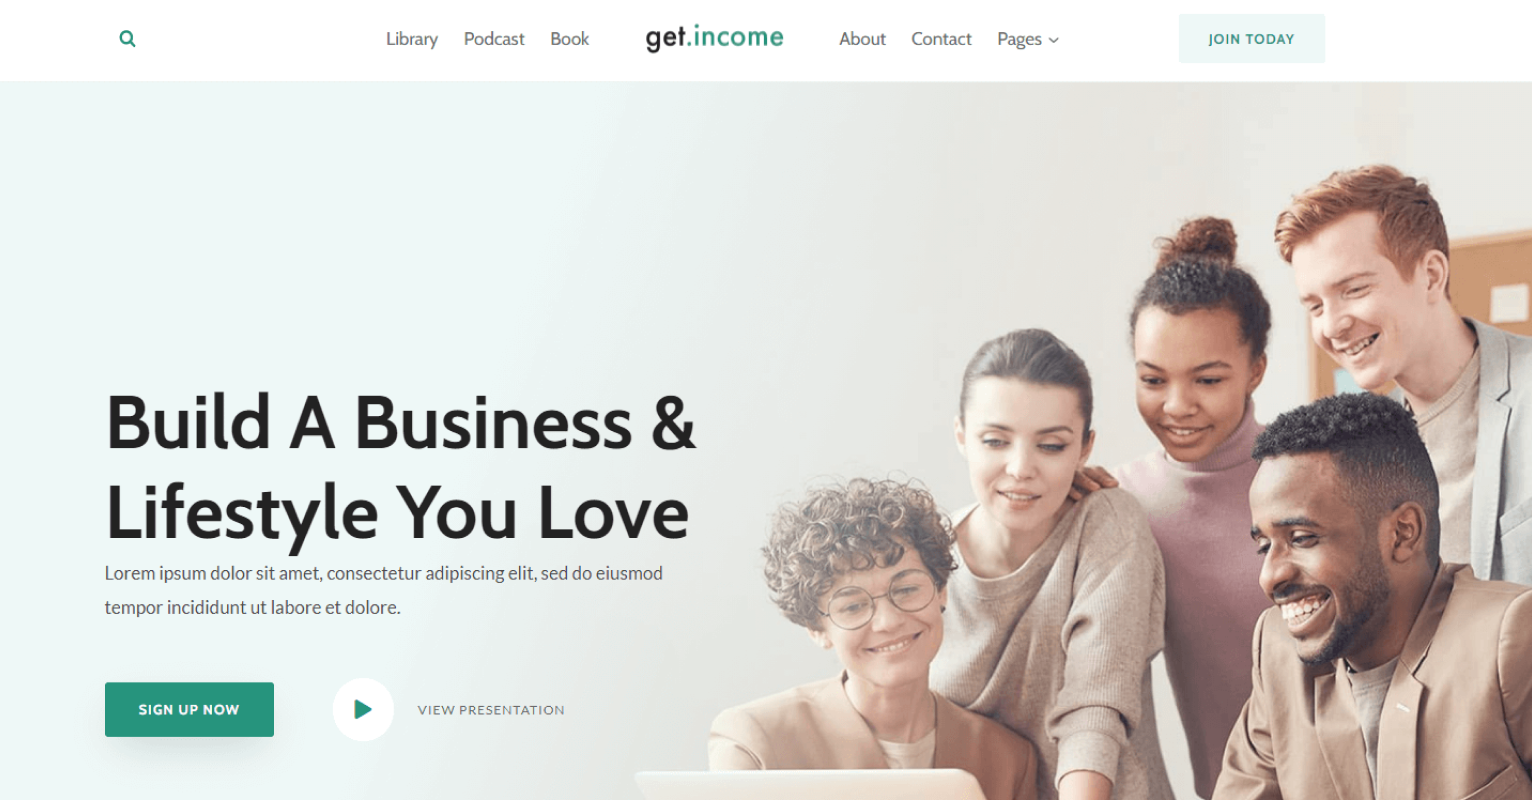 Library Podcast Book get.income About Contact Pages JOIN TODAY
Build A Business &
Lifestyle You Love
Lorem ipsum dolor sit amet, consectetur adipiscing elit, sed do eiusmod
tempor incididunt ut labore et dolore.
SIGN UP NOW VIEW PRESENTATION